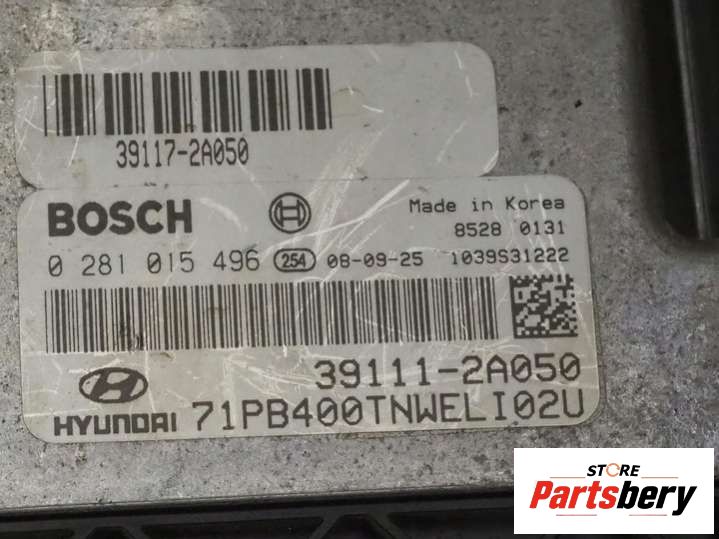 39117-2A050
BOSCH
Made in Korea
8528 0131
0 281 015 496 254 08-09-25 1039S31222
39111-2A050
HYUNDAI 71PB400TNWELI02U
STORE
Partsbery